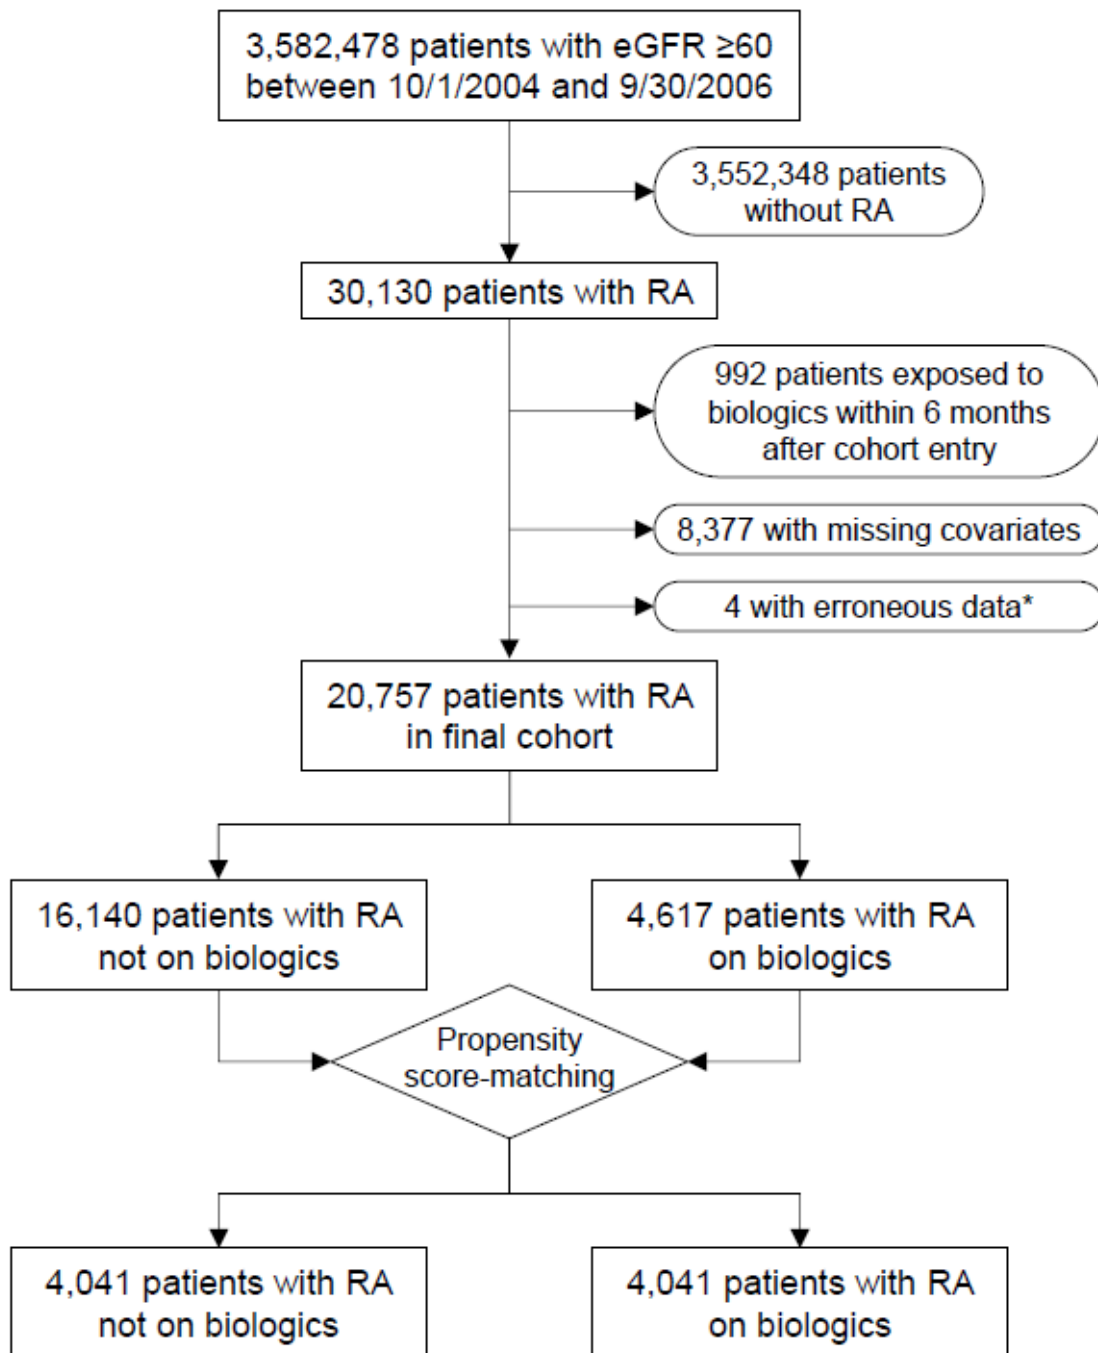 3,582,478 patients with eGFR ≥60
between 10/1/2004 and 9/30/2006
3,552,348 patients
without RA
30,130 patients with RA
992 patients exposed to
biologics within 6 months
after cohort entry
8,377 with missing covariates
4 with erroneous data*
20,757 patients with RA
in final cohort
16,140 patients with RA
not on biologics
4,617 patients with RA
on biologics
Propensity
score-matching
4,041 patients with RA
not on biologics
4,041 patients with RA
on biologics